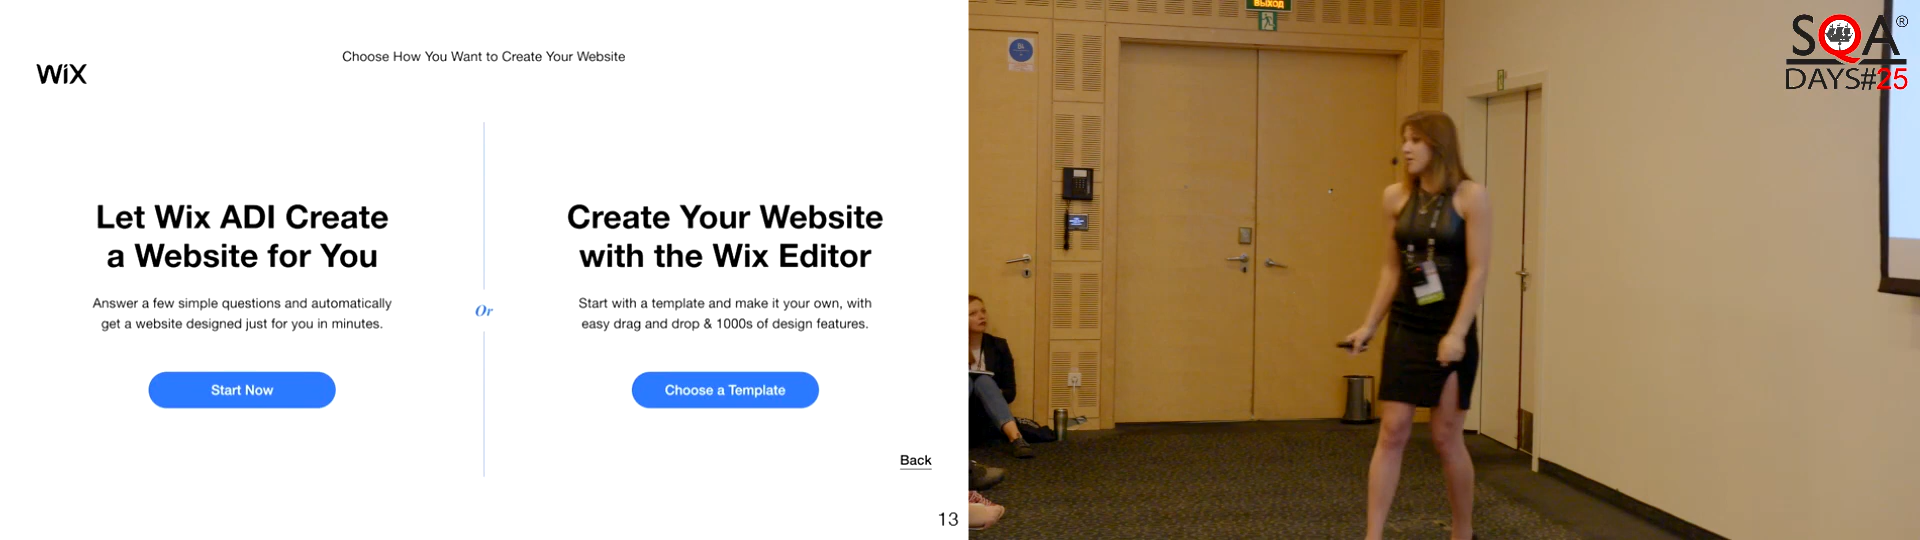 Choose How You Want to Create Your Website
WiX
Let Wix ADI Create
a Website for You
Answer a few simple questions and automatically
get a website designed just for you in minutes.
Start Now
Or
Create Your Website
with the Wix Editor
Start with a template and make it your own, with
easy drag and drop & 1000s of design features.
Choose a Template
Back
13
ВЫХОД
SQA®
DAYS#25